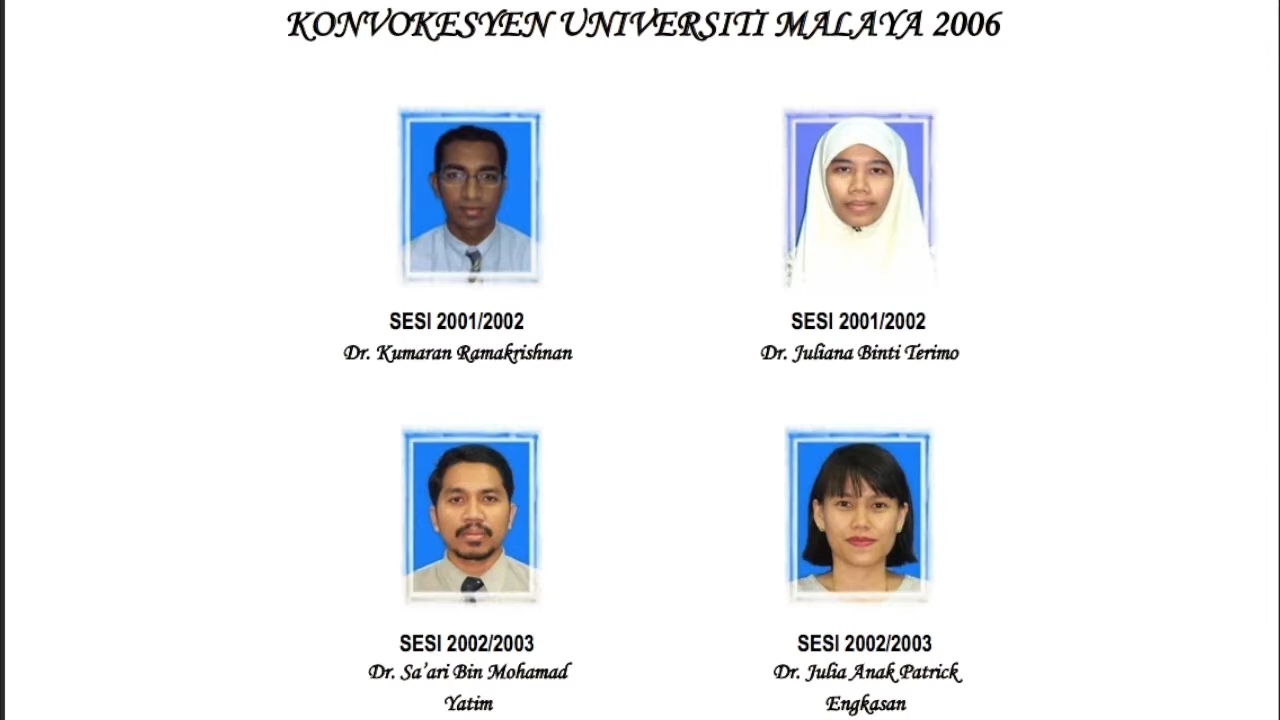 KONVOKESYEN UNIVERSITI MALAYA 2006
SESI 2001/2002
Dr. Kumaran Ramakrishnan
SESI 2001/2002
Dr. Juliana Binti Terimo
SESI 2002/2003
Dr. Sa'ari Bin Mohamad
Yatim
SESI 2002/2003
Dr. Julia Anak Patrick
Engkasan